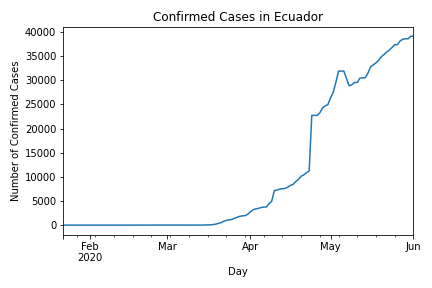 Confirmed Cases in Ecuador
40000
35000
30000
25000
20000
15000
10000
5000
0
Number of Confirmed Cases
Feb
2020
Mar
Apr
May
Jun
Day